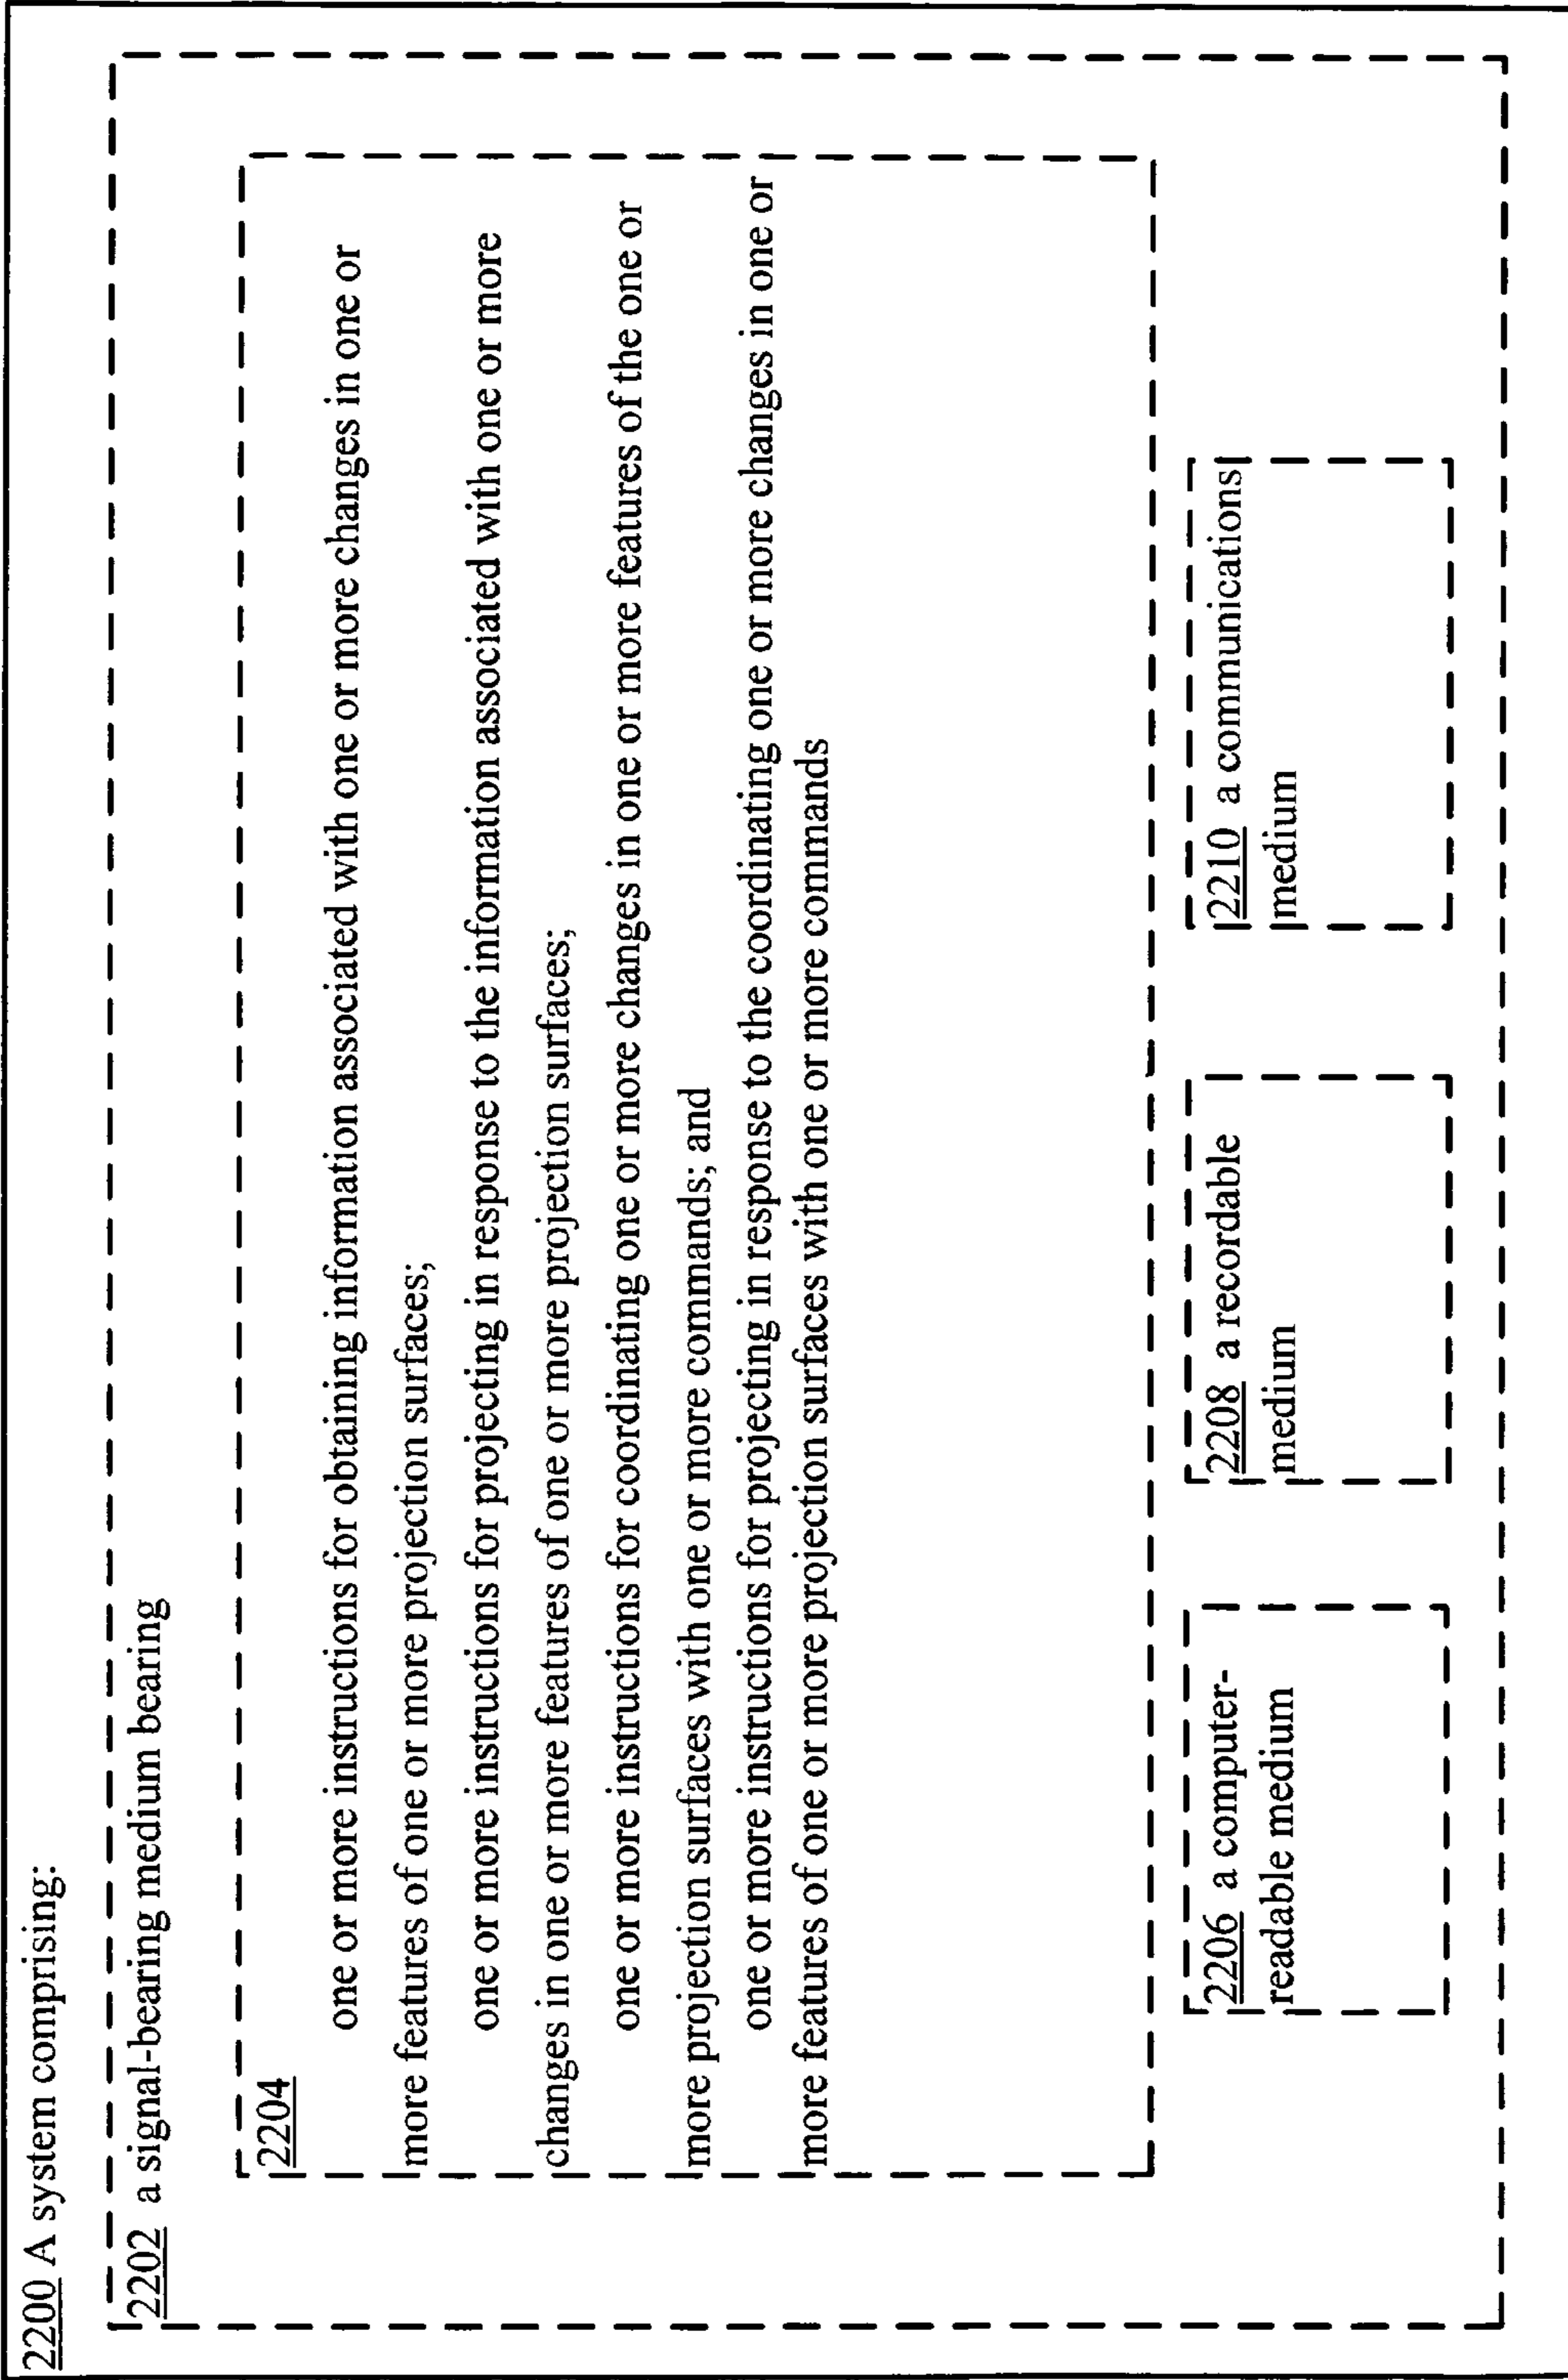 2200 A system comprising:
2202 a signal-bearing medium bearing
2204
one or more instructions for obtaining information associated with one or more changes in one or
more features of one or more projection surfaces;
one or more instructions for projecting in response to the information associated with one or more
changes in one or more features of one or more projection surfaces;
one or more instructions for coordinating one or more changes in one or more features of the one or
more projection surfaces with one or more commands; and
one or more instructions for projecting in response to the coordinating one or more changes in one or
more features of one or more projection surfaces with one or more commands
2206 a computer-
readable medium
2208 a recordable
medium
2210 a communications
medium